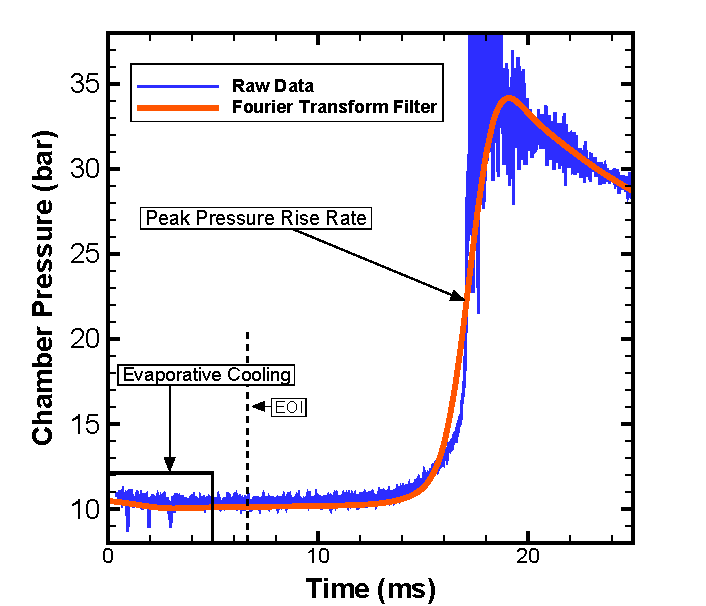 Raw Data
Fourier Transform Filter
Peak Pressure Rise Rate
Evaporative Cooling
EOI
Chamber Pressure (bar)
35
30
25
20
15
10
0
10
20
Time (ms)